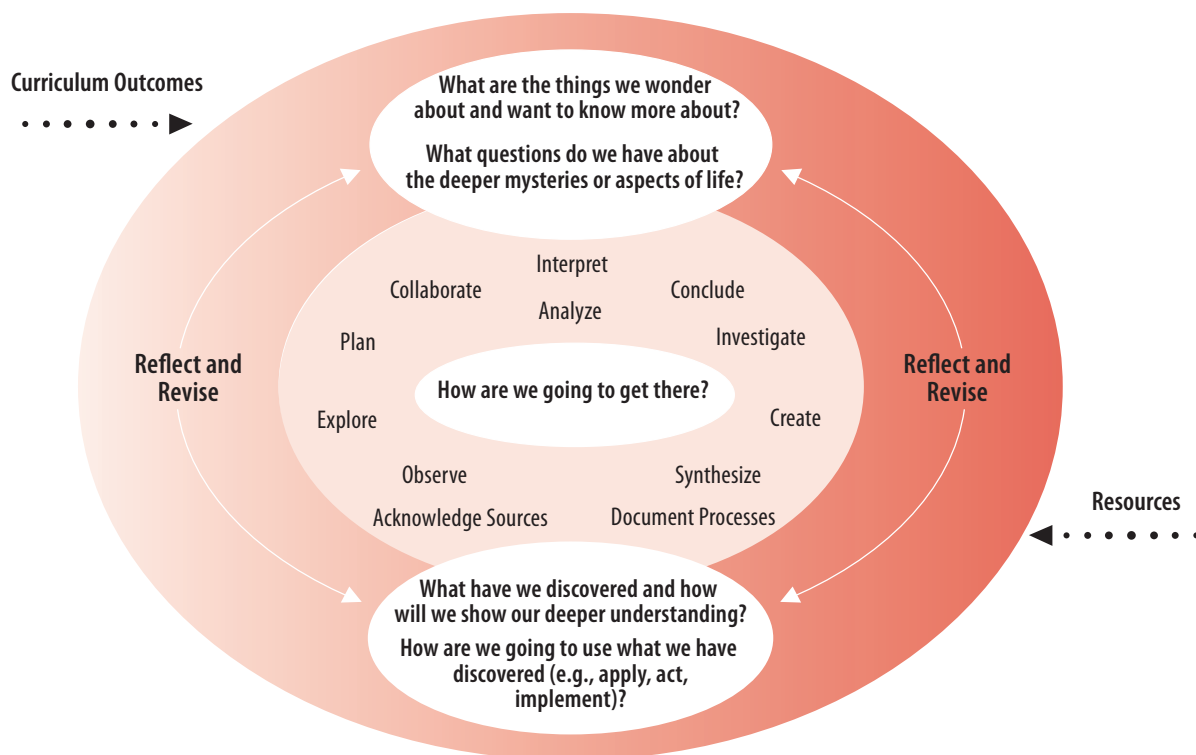 Curriculum Outcomes
What are the things we wonder
about and want to know more about?
What questions do we have about
the deeper mysteries or aspects of life?
Interpret
Collaborate
Conclude
Analyze
Plan
Investigate
Reflect and
Revise
How are we going to get there?
Reflect and
Revise
Explore
Create
Observe
Synthesize
Acknowledge Sources
Document Processes
Resources
What have we discovered and how
will we show our deeper understanding?
How are we going to use what we have
discovered (e.g., apply, act,
implement)?